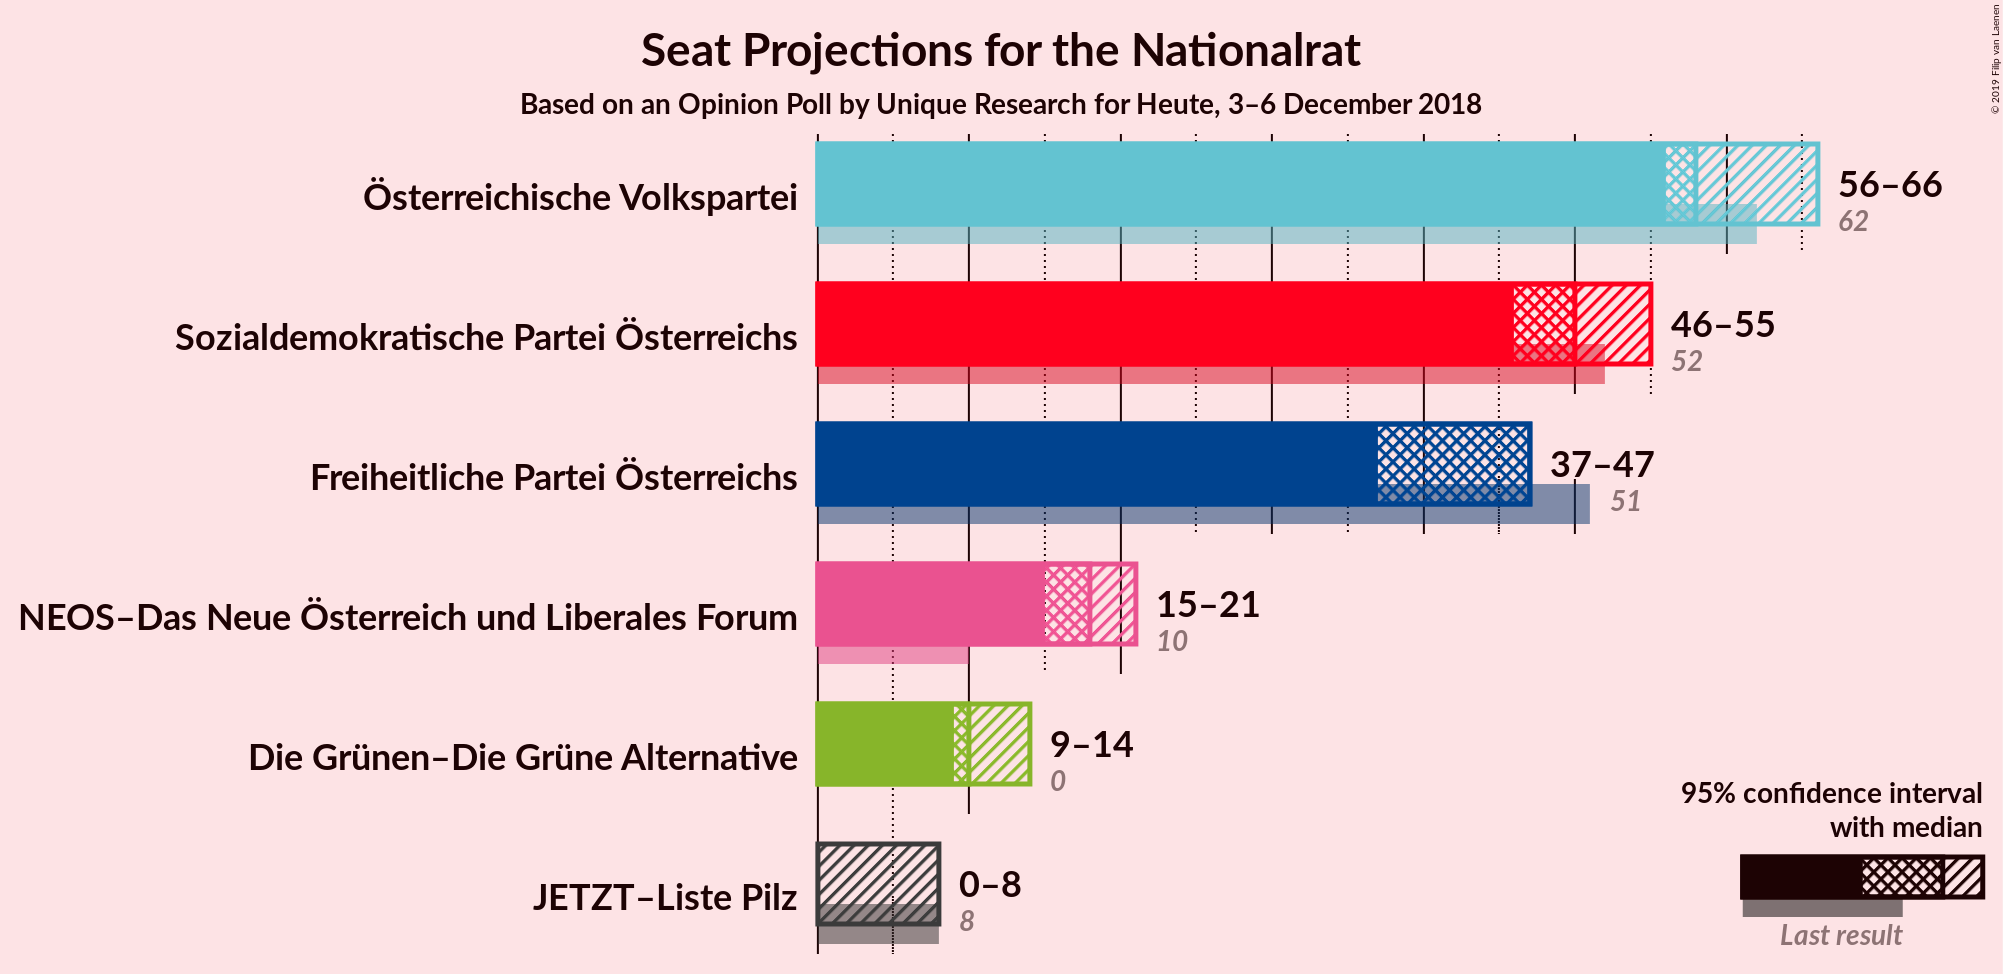 Seat Projections for the Nationalrat
Based on an Opinion Poll by Unique Research for Heute, 3–6 December 2018
© 2019 Filip van Laenen
Österreichische Volkspartei
56–66
62
Sozialdemokratische Partei Österreichs
46–55
52
Freiheitliche Partei Österreichs
37–47
51
NEOS–Das Neue Österreich und Liberales Forum
15–21
10
Die Grünen–Die Grüne Alternative
9–14
0
JETZT–Liste Pilz
0–8
8
95% confidence interval
with median
Last result